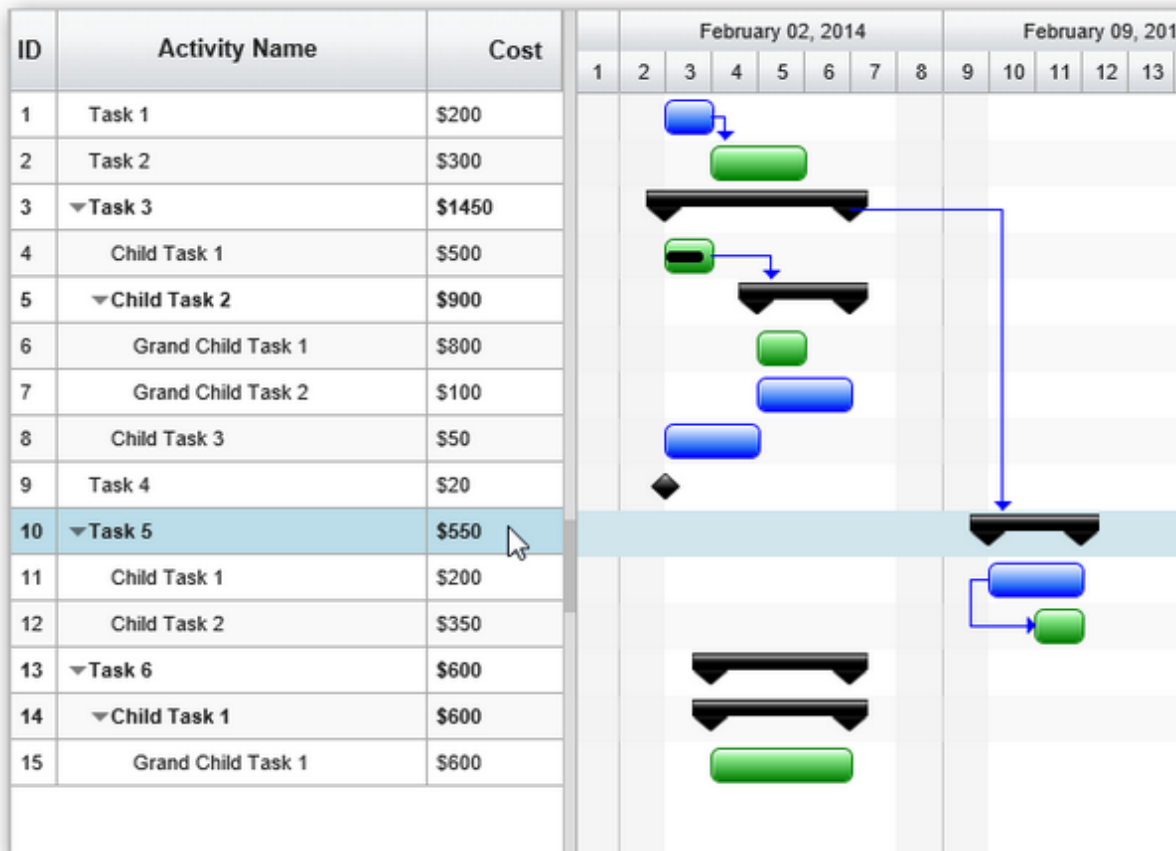 ID Activity Name Cost
February 02, 2014 February 09, 201
1 2 3 4 5 6 7 8 9 10 11 12 13
1 Task 1 $200
2 Task 2 $300
3 Task 3 $1450
4 Child Task 1 $500
5 Child Task 2 $900
6 Grand Child Task 1 $800
7 Grand Child Task 2 $100
8 Child Task 3 $50
9 Task 4 $20
10 Task 5 $550
11 Child Task 1 $200
12 Child Task 2 $350
13 Task 6 $600
14 Child Task 1 $600
15 Grand Child Task 1 $600